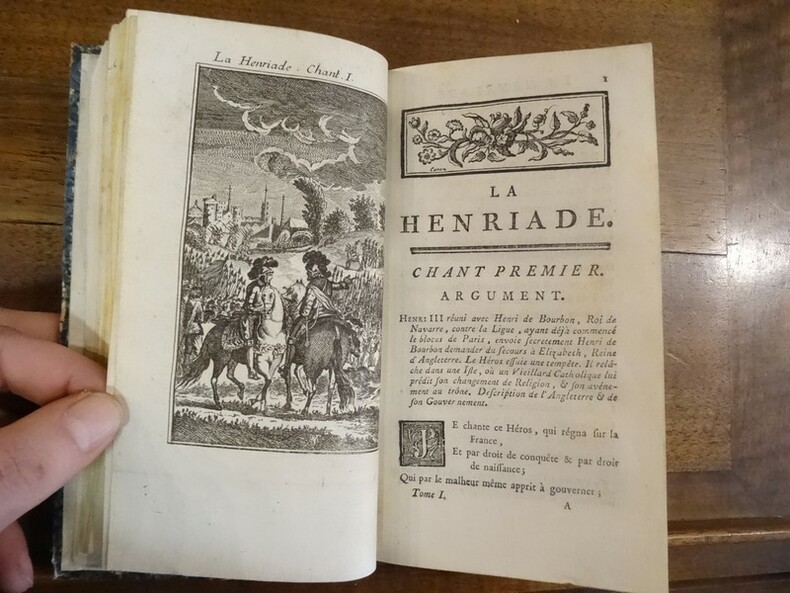 La Henriade. Chant. I.
1
Caron
LA
HENRIADE.
CHANT PREMIER.
ARGUMENT.
HENRI III réuni avec Henri de Bourbon, Roi de
Navarre, contre la Ligue, ayant déjà commencé
le blocus de Paris, envoie ſecretement Henri de
Bourbon demander du ſecours à Elizabeth, Reine
d'Angleterre. Le Héros eſſuie une tempête. Il relâ-
che dans une Iſle, où un Vieillard Catholique lui
prédit ſon changement de Religion, & ſon avéne-
ment au trône. Deſcription de l'Angleterre & de
ſon Gouvernement.
JE chante ce Héros, qui régna ſur la
France,
Et par droit de conquête & par droit
de naiſſance;
Qui par le malheur même apprit à gouverner;
Tome I.
A